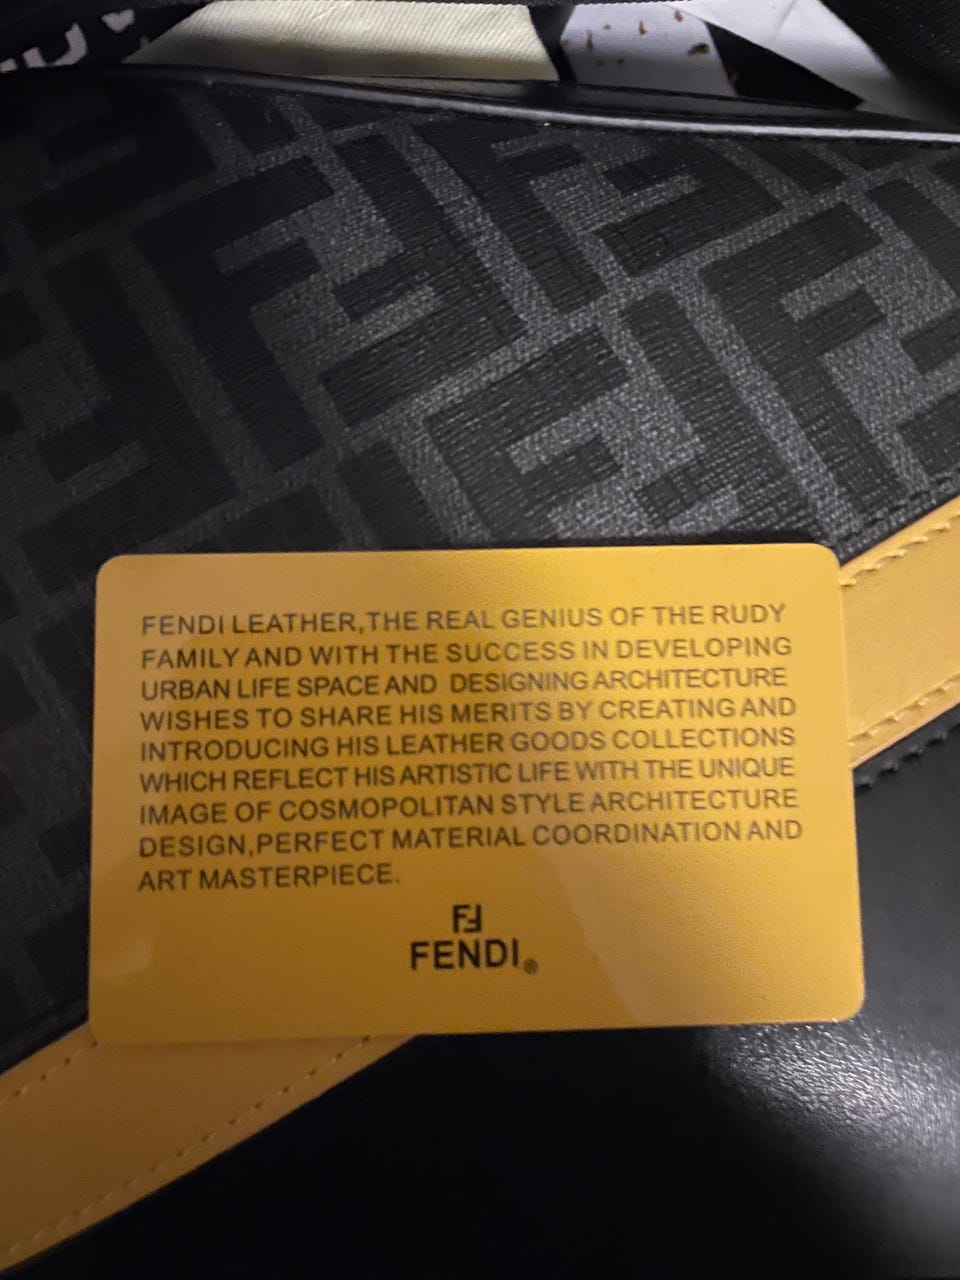 FENDI LEATHER,THE REAL GENIUS OF THE RUDY
FAMILY AND WITH THE SUCCESS IN DEVELOPING
URBAN LIFE SPACE AND DESIGNING ARCHITECTURE
WISHES TO SHARE HIS MERITS BY CREATING AND
INTRODUCING HIS LEATHER GOODS COLLECTIONS
WHICH REFLECT HIS ARTISTIC LIFE WITH THE UNIQUE
IMAGE OF COSMOPOLITAN STYLE ARCHITECTURE
DESIGN,PERFECT MATERIAL COORDINATION AND
ART MASTERPIECE.
FF
FENDI®